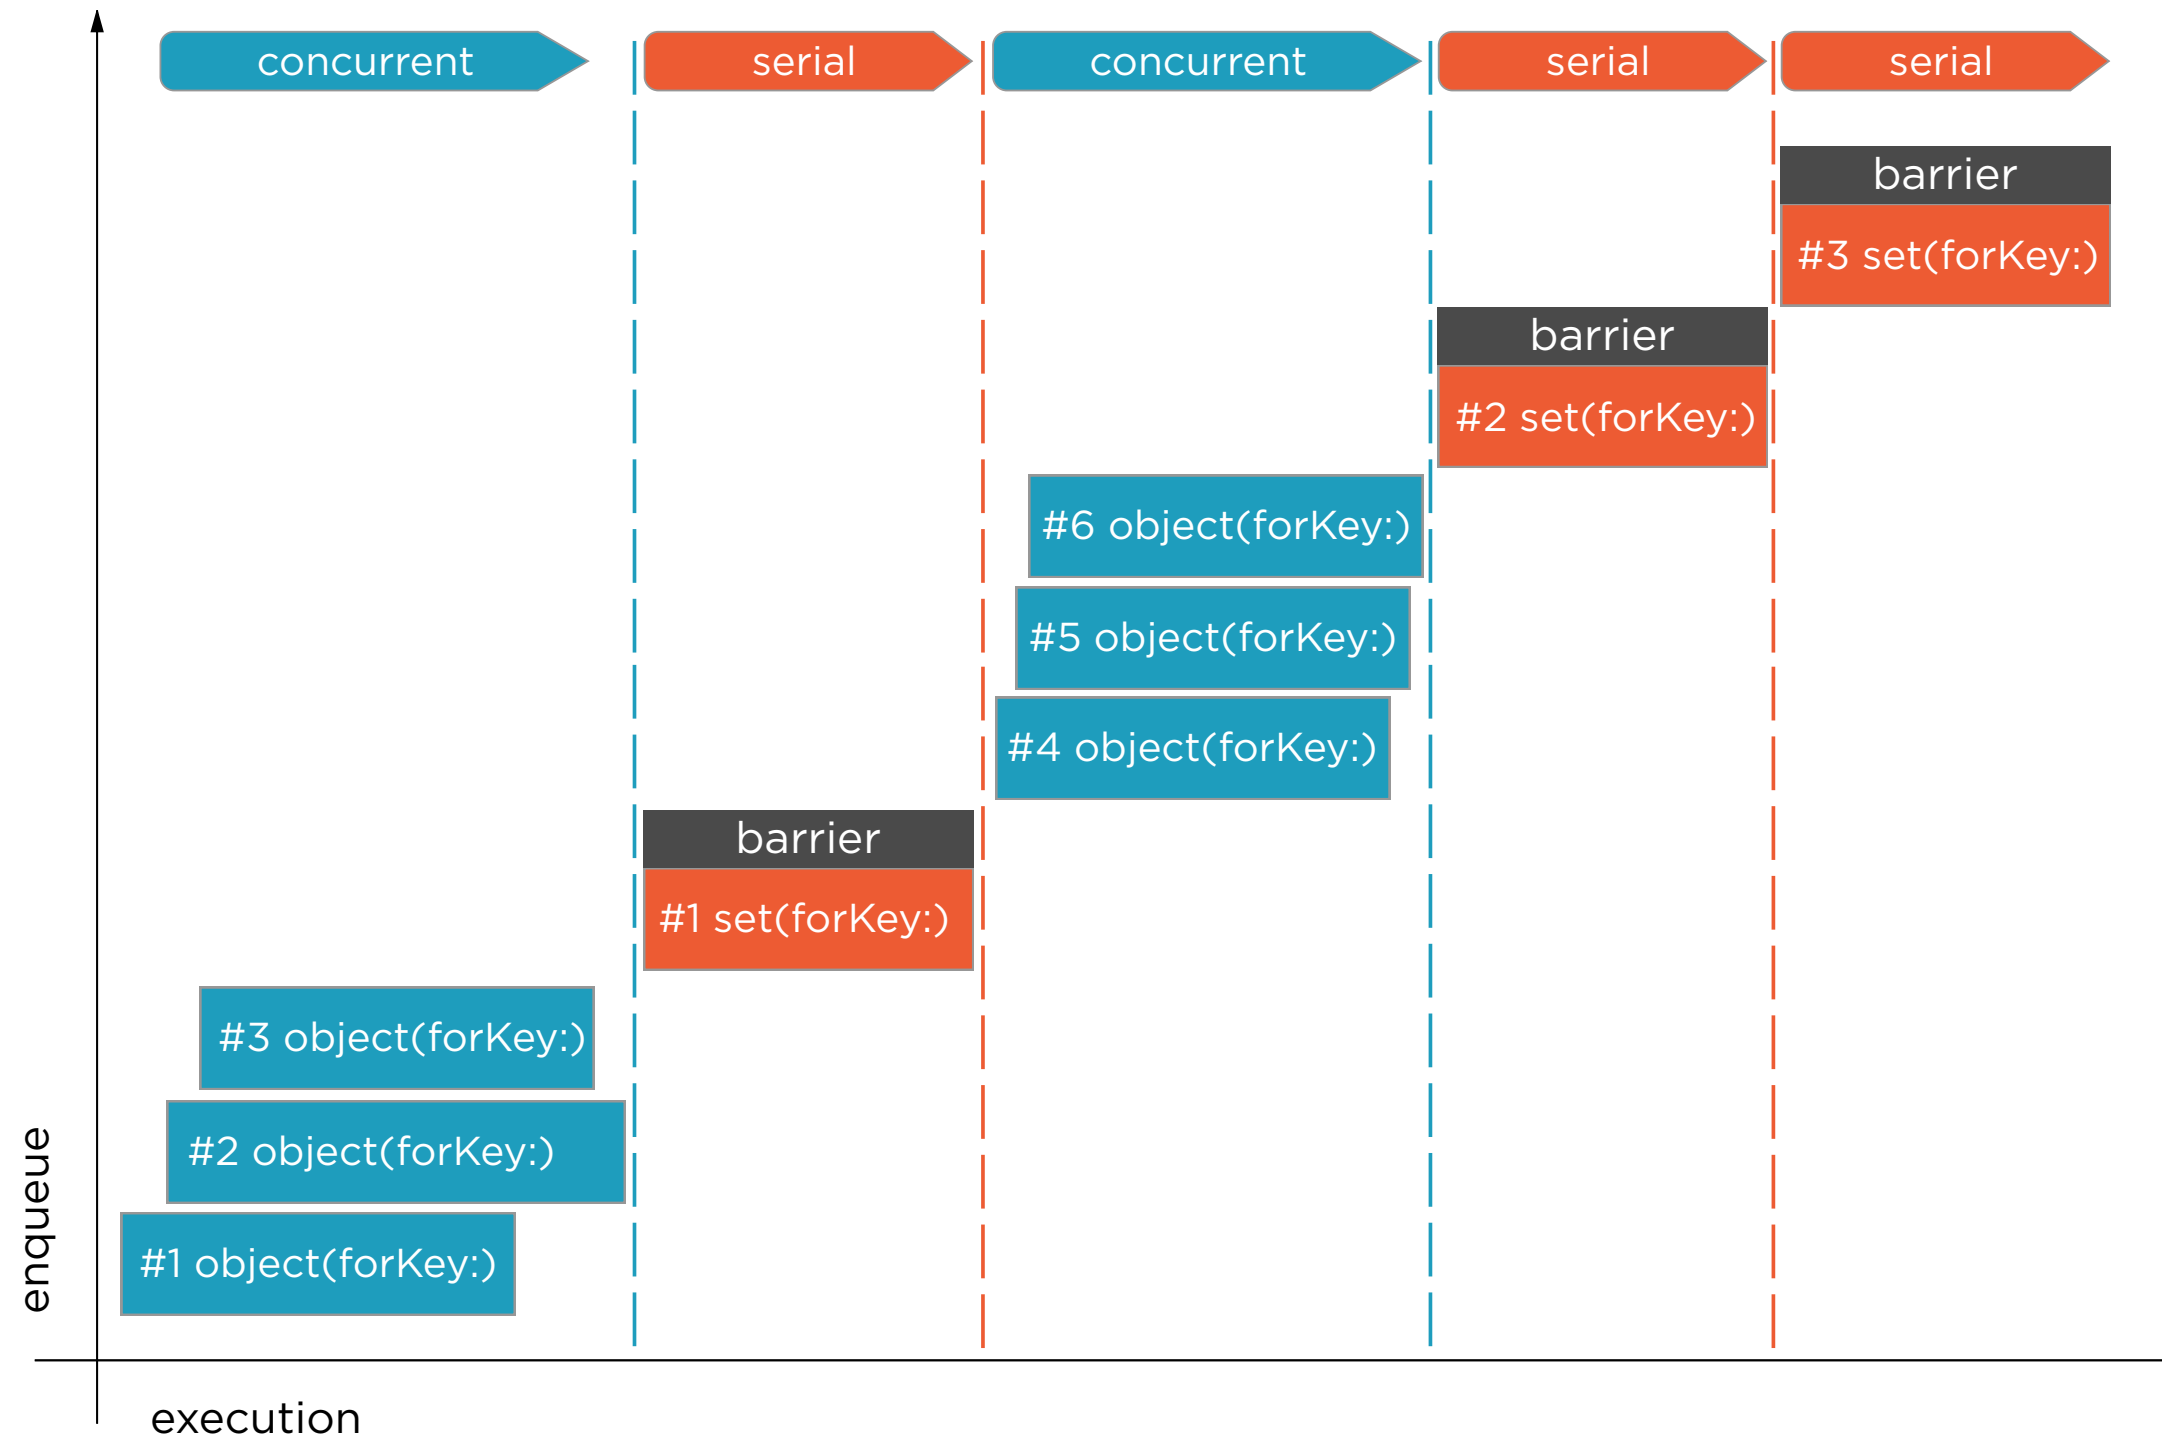 concurrent
serial
concurrent
serial
serial
barrier
#3 set(forKey:)
barrier
#2 set(forKey:)
#6 object(forKey:)
#5 object(forKey:)
#4 object(forKey:)
barrier
#1 set(forKey:)
#3 object(forKey:)
#2 object(forKey:)
#1 object(forKey:)
enqueue
execution